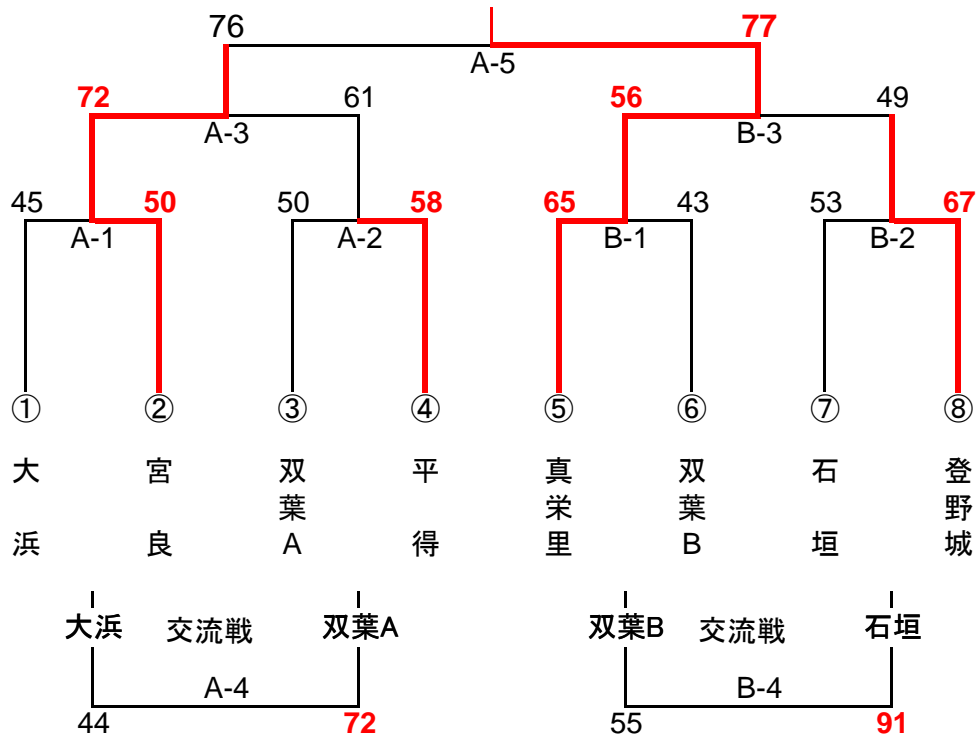 76 77
A-5
72 61 56 49
A-3 B-3
45 50 50 58 65 43 53 67
A-1 A-2 B-1 B-2
① ② ③ ④ ⑤ ⑥ ⑦ ⑧
大浜
宮良
双葉A
平得
真栄里
双葉B
石垣
登野城
大浜 交流戦 双葉A 双葉B 交流戦 石垣
A-4 B-4
44 72 55 91